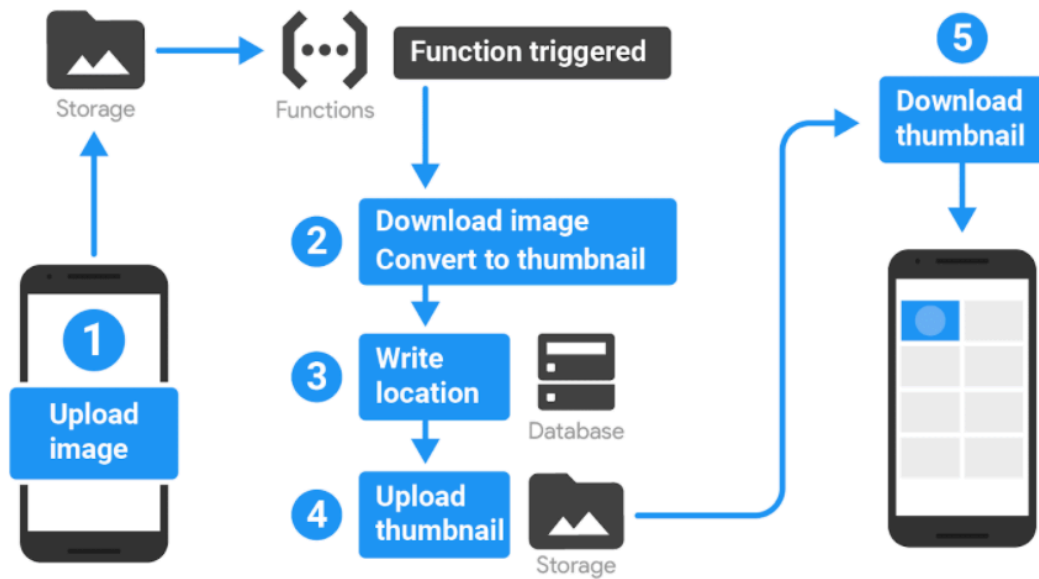 Storage
Functions
Function triggered
1
Upload
image
2
Download image
Convert to thumbnail
3
Write
location
Database
4
Upload
thumbnail
Storage
5
Download
thumbnail